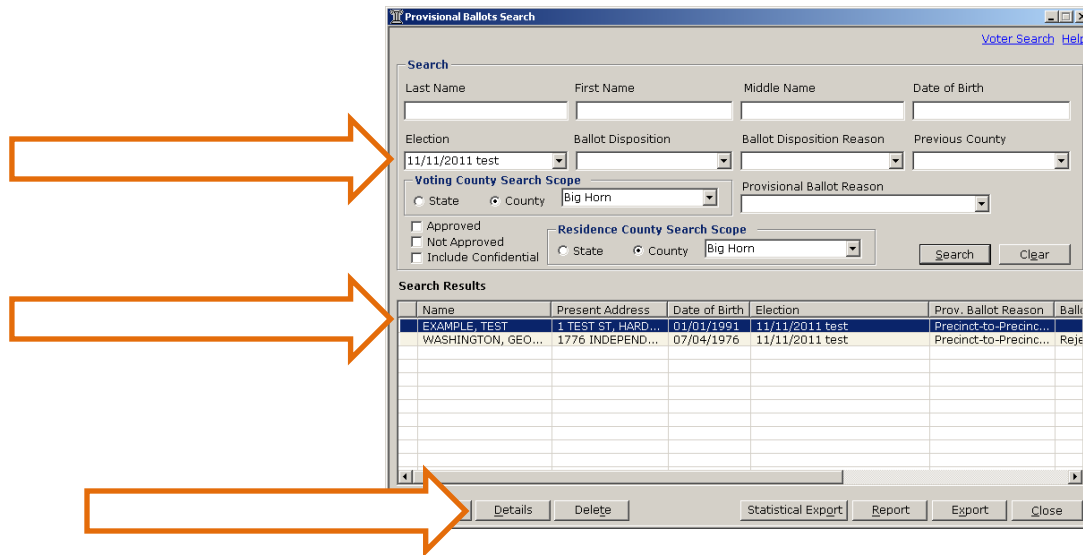 Provisional Ballots Search
Voter Search Help
Search
Last Name First Name Middle Name Date of Birth
Election Ballot Disposition Ballot Disposition Reason Previous County
11/11/2011 test
Voting County Search Scope
Provisional Ballot Reason
State County Big Horn
Approved
Not Approved
Include Confidential
Residence County Search Scope
State County Big Horn
Search Clear
Search Results
Name Present Address Date of Birth Election Prov. Ballot Reason
EXAMPLE, TEST 1 TEST ST, HARD... 01/01/1991 11/11/2011 test Precinct-to-Precinc...
WASHINGTON, GEO... 1776 INDEPEND... 07/04/1976 11/11/2011 test Precinct-to-Precinc...
Details Delete Statistical Export Report Export Close